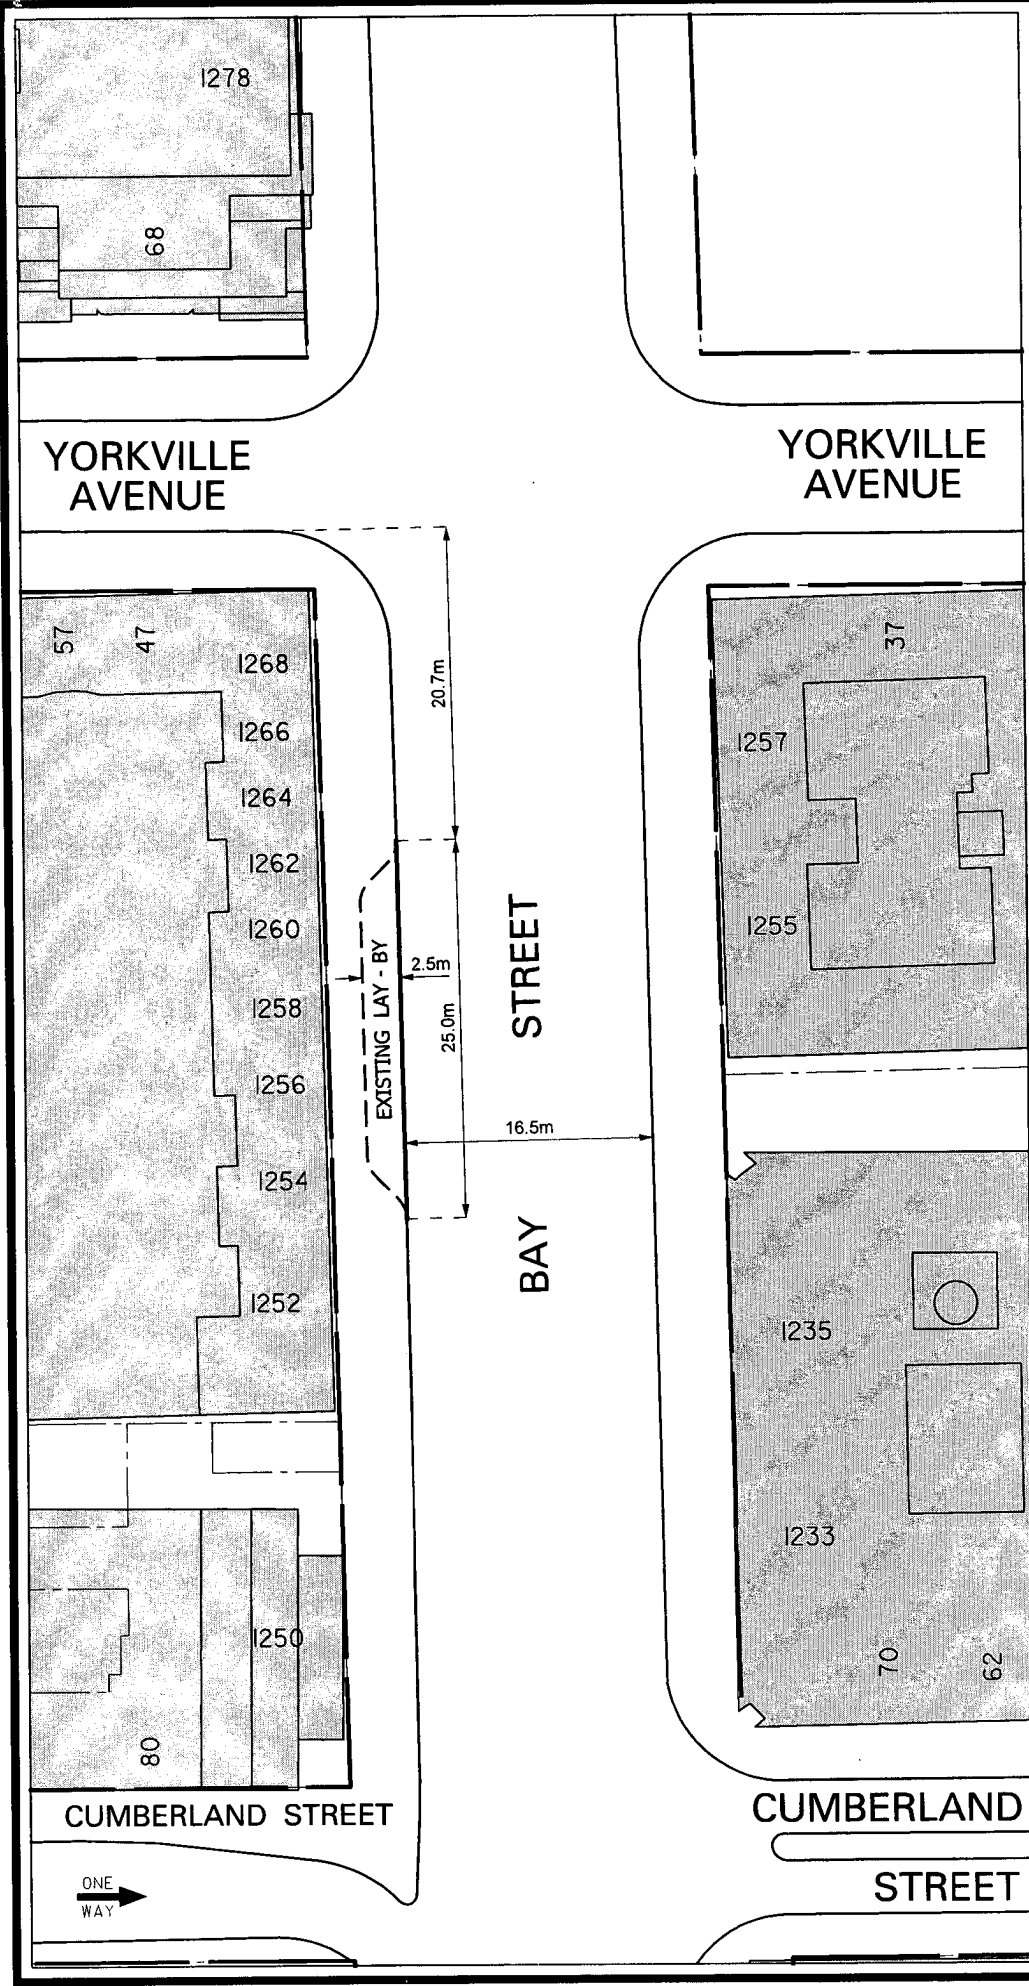 1278
68
YORKVILLE
AVENUE
YORKVILLE
AVENUE
57
47
1268
37
20.7m
1266
1257
1264
1262
1260
1255
STREET
EXISTING LAY - BY
2.5m
25.0m
1258
1256
16.5m
1254
BAY
1252
1235
1233
1250
70
62
80
CUMBERLAND STREET
CUMBERLAND
STREET
ONE
WAY